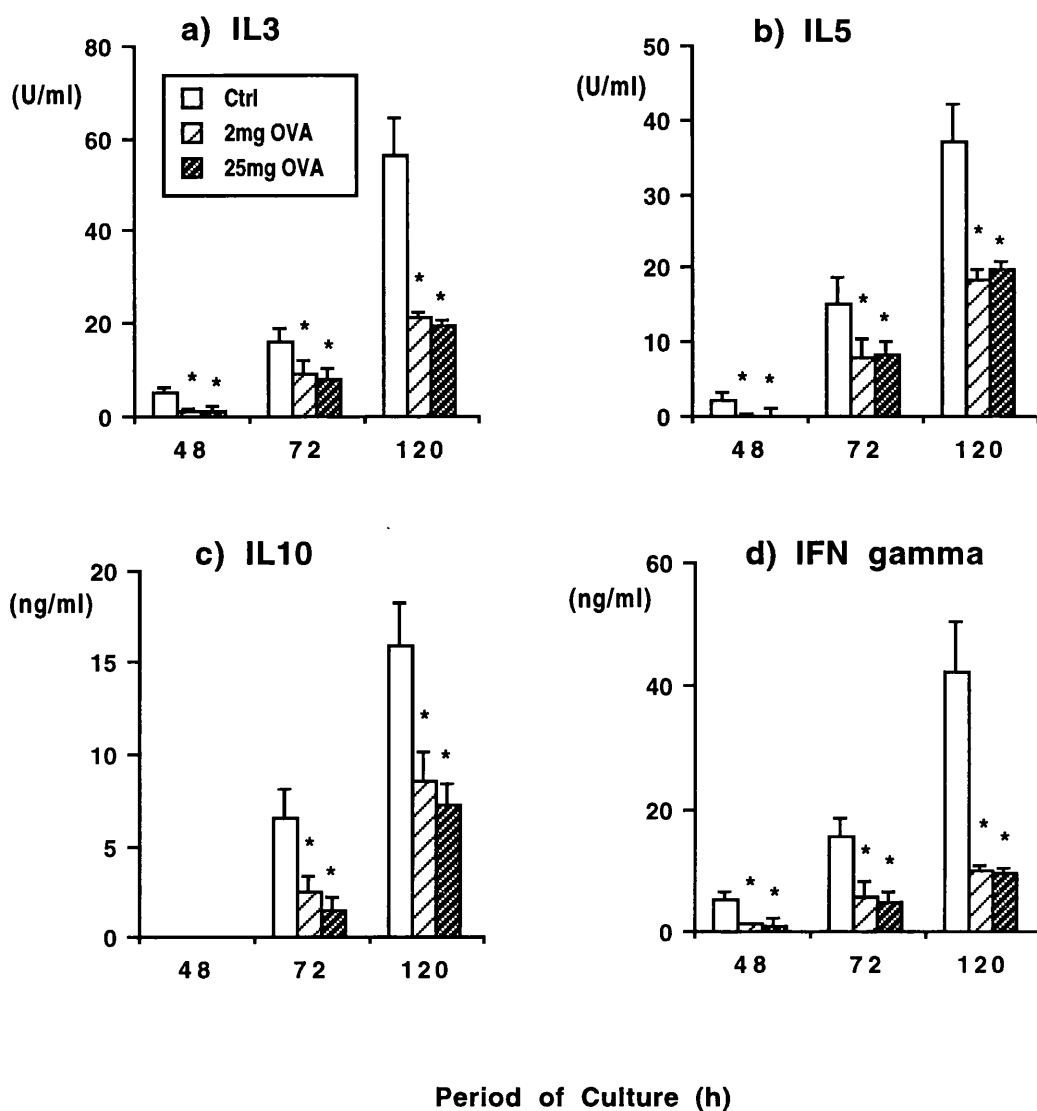 a) IL3
(U/ml)
80
60
40
20
0
Ctrl
2mg OVA
25mg OVA
* * * * * *
48 72 120
b) IL5
(U/ml)
50
40
30
20
10
0
* * * * * *
48 72 120
c) IL10
(ng/ml)
20
15
10
5
0
* * * *
48 72 120
d) IFN gamma
(ng/ml)
60
40
20
0
* * * * * *
48 72 120
Period of Culture (h)